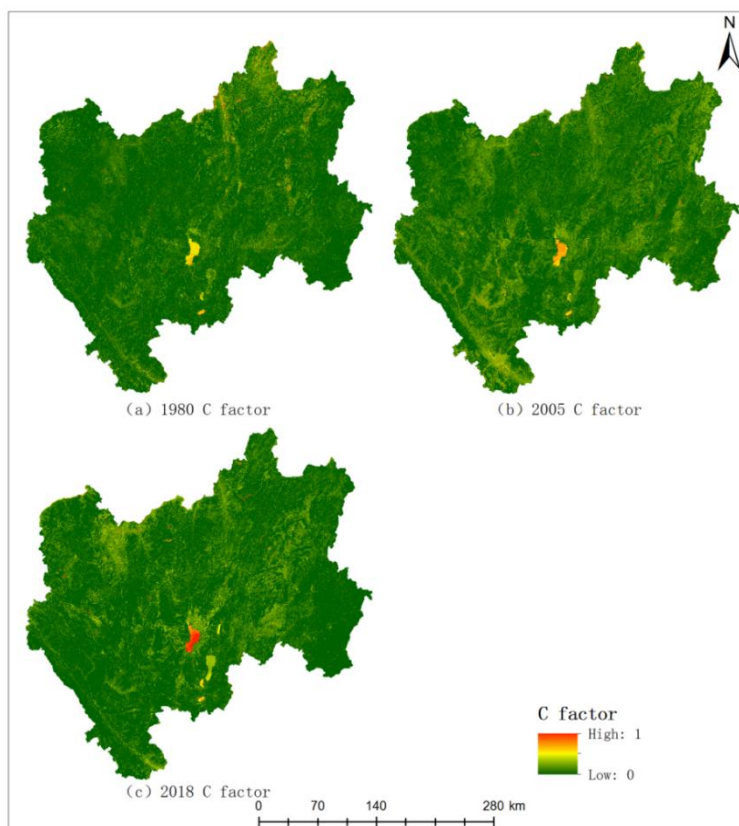 N
(a) 1980 C factor
(b) 2005 C factor
(c) 2018 C factor
C factor
High: 1
Low: 0
0 70 140 280 km